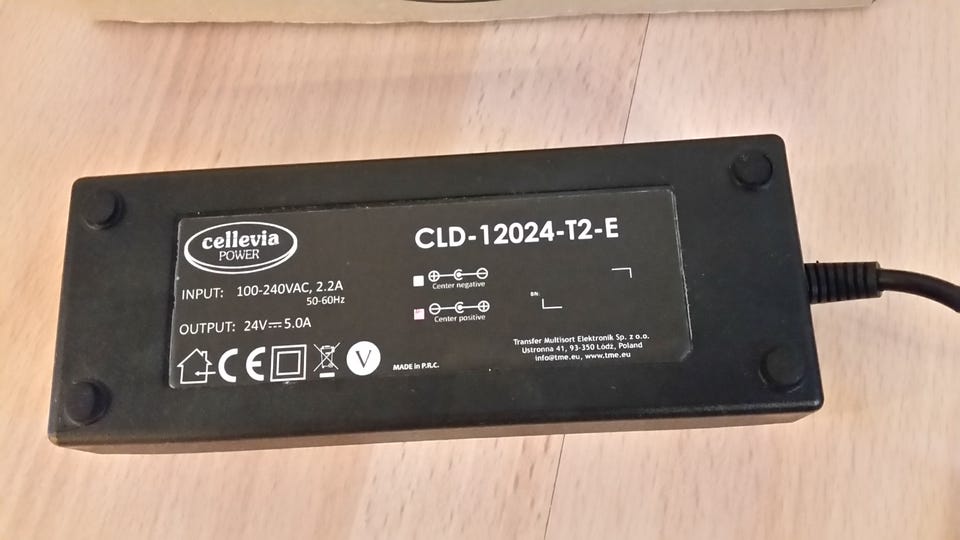 cellevia
POWER
CLD-12024-T2-E
INPUT: 100-240VAC, 2.2A
50-60Hz
OUTPUT: 24V⎓5.0A
Center negative
Center positive
BN:
CE
V
MADE in P.R.C.
Transfer Multisort Elektronik Sp. z o.o.
Ustronna 41, 93-350 Lódz, Poland
info@tme.eu, www.tme.eu